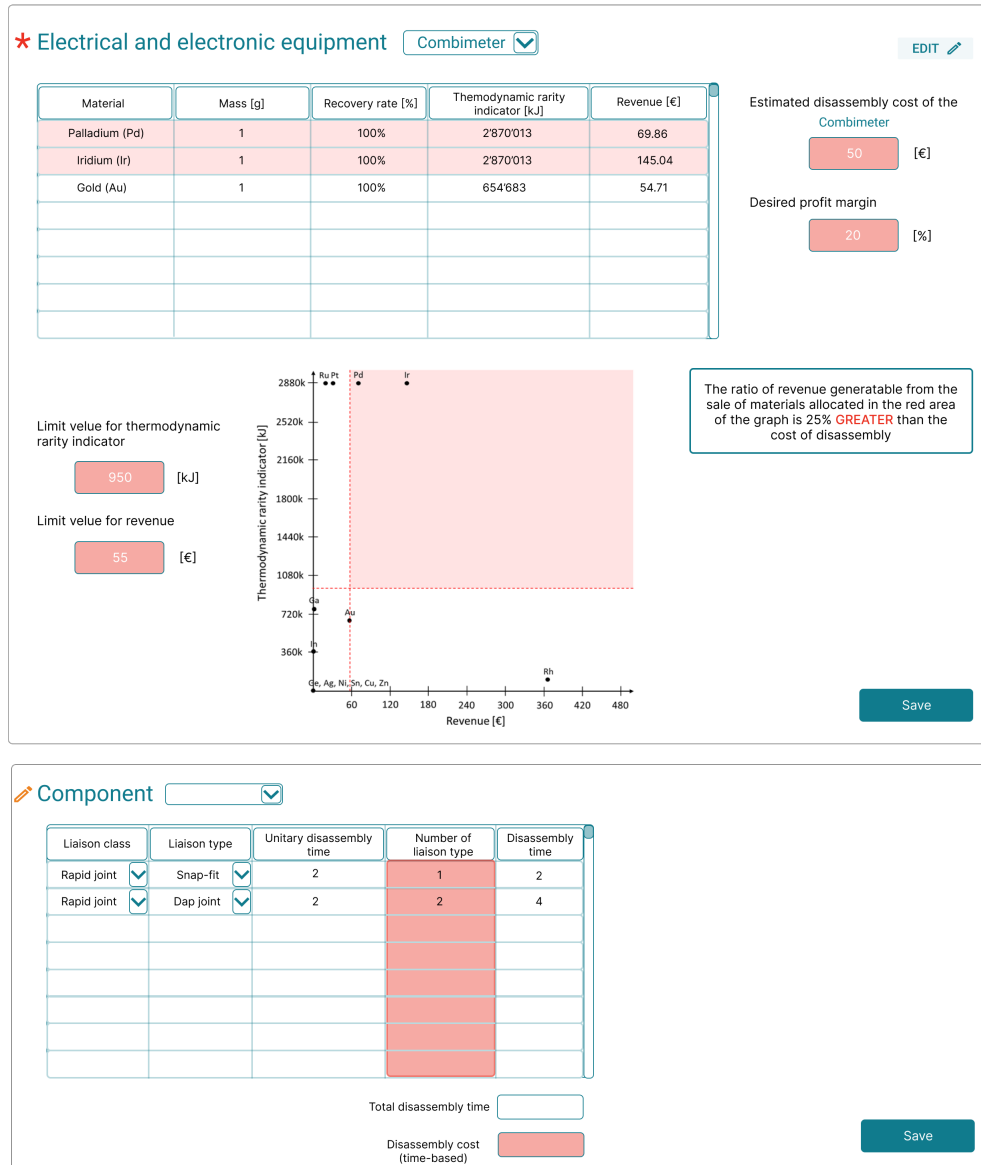 * Electrical and electronic equipment Combimeter
EDIT
Material Mass [g] Recovery rate [%] Themodynamic rarity indicator [kJ] Revenue [€]
Palladium (Pd) 1 100% 2'870'013 69.86
Iridium (Ir) 1 100% 2'870'013 145.04
Gold (Au) 1 100% 654'683 54.71
Estimated disassembly cost of the
Combimeter
50 [€]
Desired profit margin
20 [%]
Limit velue for thermodynamic
rarity indicator
950 [kJ]
Limit velue for revenue
55 [€]
Thermodynamic rarity indicator [kJ]
2880k
2520k
2160k
1800k
1440k
1080k
720k
360k
Ru Pt Pd Ir
Ga
Au
In
Rh
Ge, Ag, Ni, Sn, Cu, Zn
60 120 180 240 300 360 420 480
Revenue [€]
The ratio of revenue generatable from the
sale of materials allocated in the red area
of the graph is 25% GREATER than the
cost of disassembly
Save
Component
Liaison class Liaison type Unitary disassembly time Number of liaison type Disassembly time
Rapid joint Snap-fit 2 1 2
Rapid joint Dap joint 2 2 4
Total disassembly time
Disassembly cost
(time-based)
Save